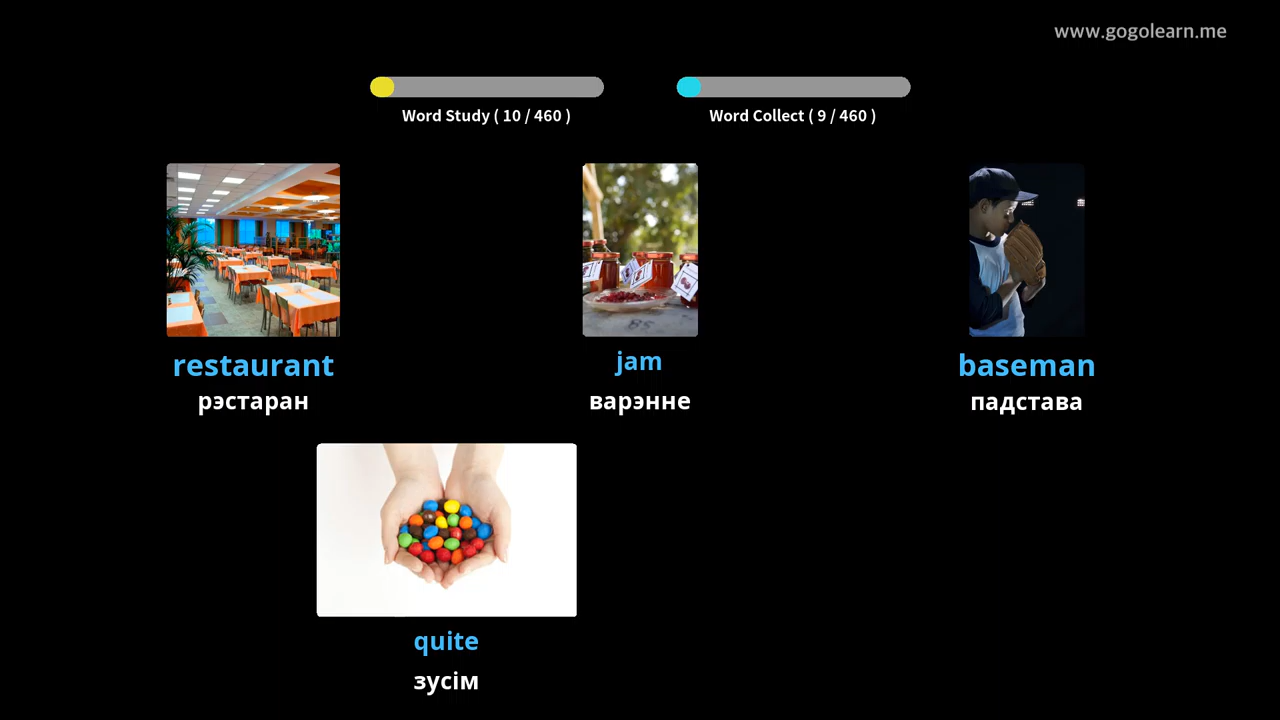 www.gogolearn.me
Word Study ( 10 / 460 )
Word Collect ( 9 / 460 )
restaurant
рэстаран
jam
варэнне
baseman
падстава
quite
зусім